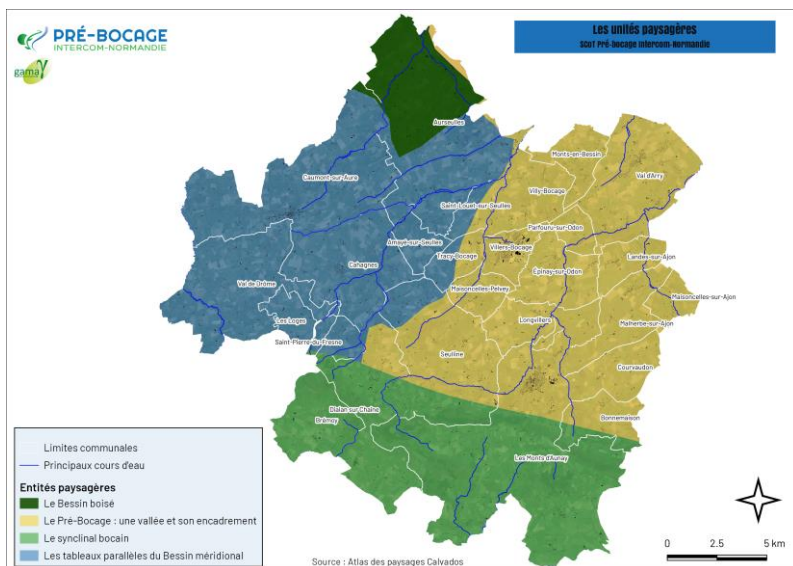 PRÉ-BOCAGE
INTERCOM-NORMANDIE
gama
Les unités paysagères
SCOT Pré-bocage Intercom-Normandie
Aurseulles
Monts-en-Bessin
Caumont-sur-Aure
Val d'Arry
Villy-Bocage
Saint-Louet-sur-Seulles
Parfouru-sur-Odon
Amaye-sur-Seulles
Villers-Bocage
Tracy-Bocage
Landes-sur-Ajon
Cahagnes
Epinay-sur-Odon
Val de Drôme
Maisoncelles-Pelvey
Maisoncelles-sur-Ajon
Les Loges
Longvillers
Malherbe-sur-Ajon
Saint-Pierre-du-Fresne
Seulline
Courvaudon
Dialan sur Chaîne
Bonnemaison
Brémoy
Les Monts d'Aunay
Limites communales
Principaux cours d'eau
Entités paysagères
Le Bessin boisé
Le Pré-Bocage : une vallée et son encadrement
Le synclinal bocain
Les tableaux parallèles du Bessin méridional
Source : Atlas des paysages Calvados
0 2.5 5 km